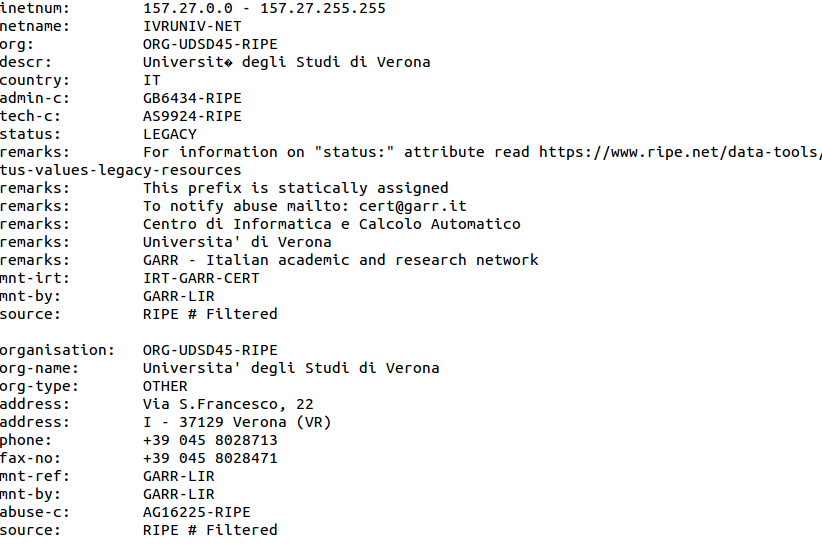 inetnum: 157.27.0.0 - 157.27.255.255
netname: IVRUNIV-NET
org: ORG-UDSD45-RIPE
descr: Universit� degli Studi di Verona
country: IT
admin-c: GB6434-RIPE
tech-c: AS9924-RIPE
status: LEGACY
remarks: For information on "status:" attribute read https://www.ripe.net/data-tools/
tus-values-legacy-resources
remarks: This prefix is statically assigned
remarks: To notify abuse mailto: cert@garr.it
remarks: Centro di Informatica e Calcolo Automatico
remarks: Universita' di Verona
remarks: GARR - Italian academic and research network
mnt-irt: IRT-GARR-CERT
mnt-by: GARR-LIR
source: RIPE # Filtered

organisation: ORG-UDSD45-RIPE
org-name: Universita' degli Studi di Verona
org-type: OTHER
address: Via S.Francesco, 22
address: I - 37129 Verona (VR)
phone: +39 045 8028713
fax-no: +39 045 8028471
mnt-ref: GARR-LIR
mnt-by: GARR-LIR
abuse-c: AG16225-RIPE
source: RIPE # Filtered